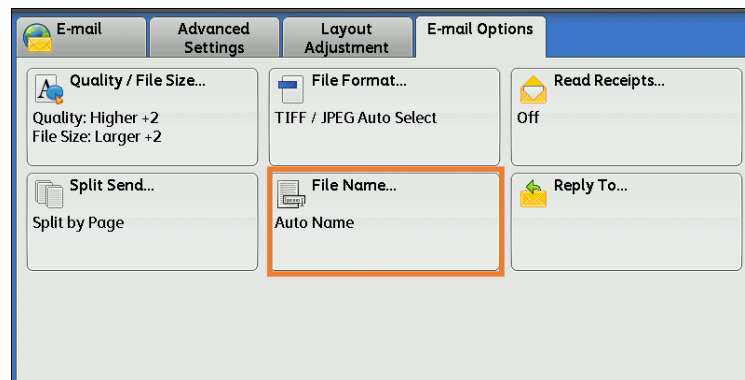 E-mail
Advanced
Settings
Layout
Adjustment
E-mail Options
Quality / File Size...
Quality: Higher +2
File Size: Larger +2
File Format...
TIFF / JPEG Auto Select
Read Receipts...
Off
Split Send...
Split by Page
File Name...
Auto Name
Reply To...